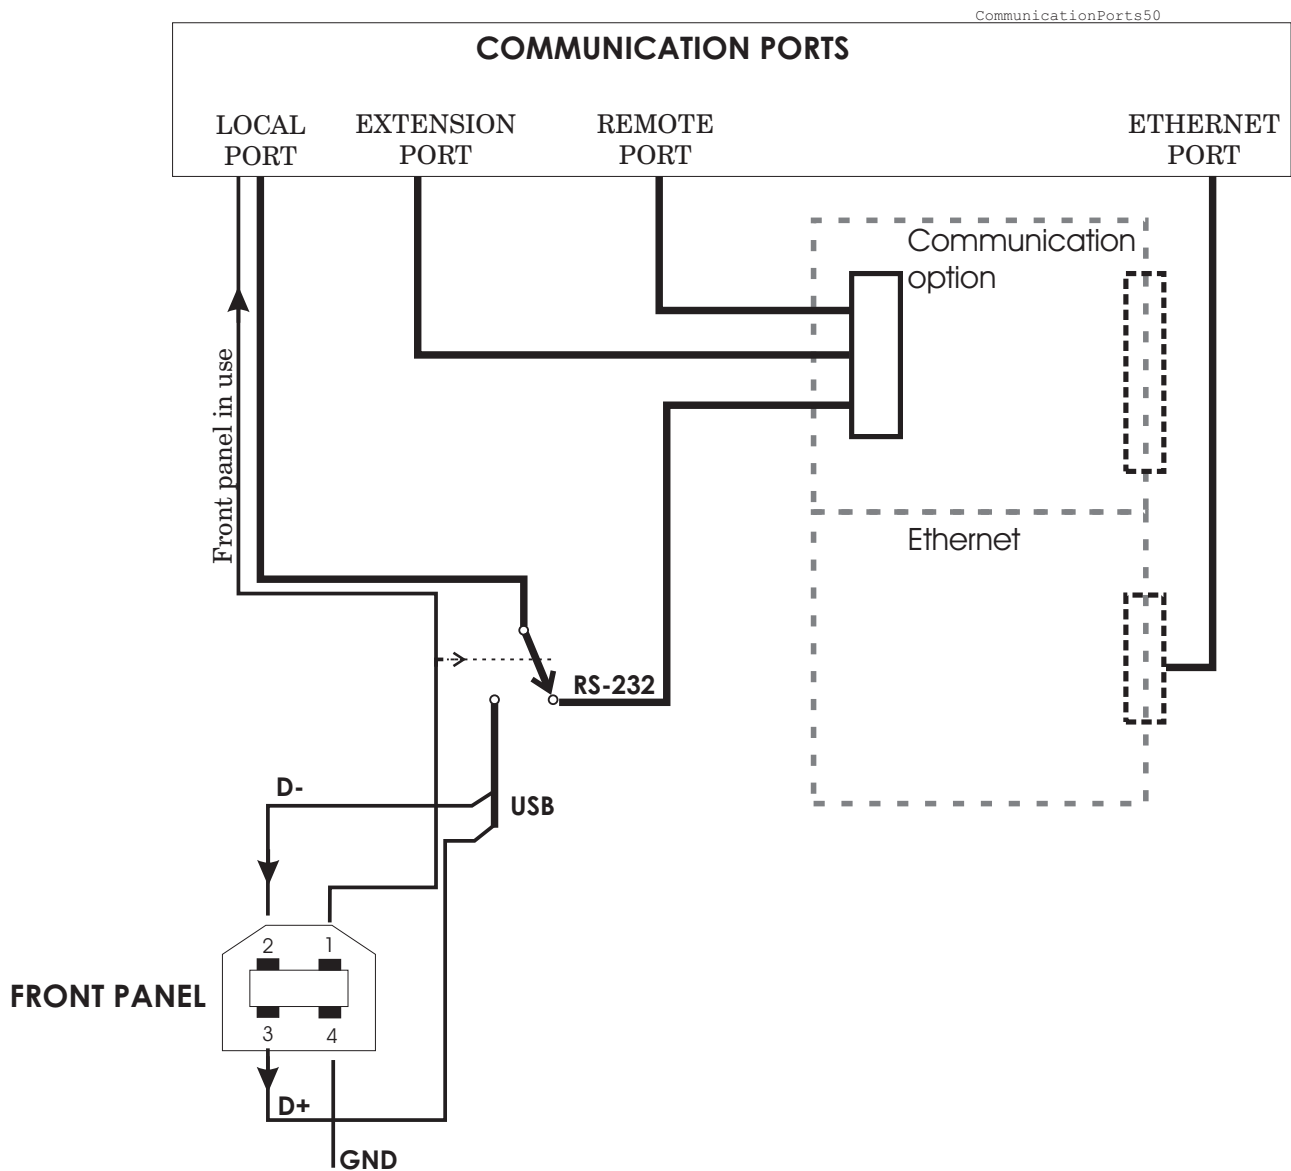 CommunicationPorts50
COMMUNICATION PORTS
LOCAL
PORT
EXTENSION
PORT
REMOTE
PORT
ETHERNET
PORT
Communication
option
Front panel in use
Ethernet
RS-232
D-
USB
2
1
FRONT PANEL
3
4
D+
GND